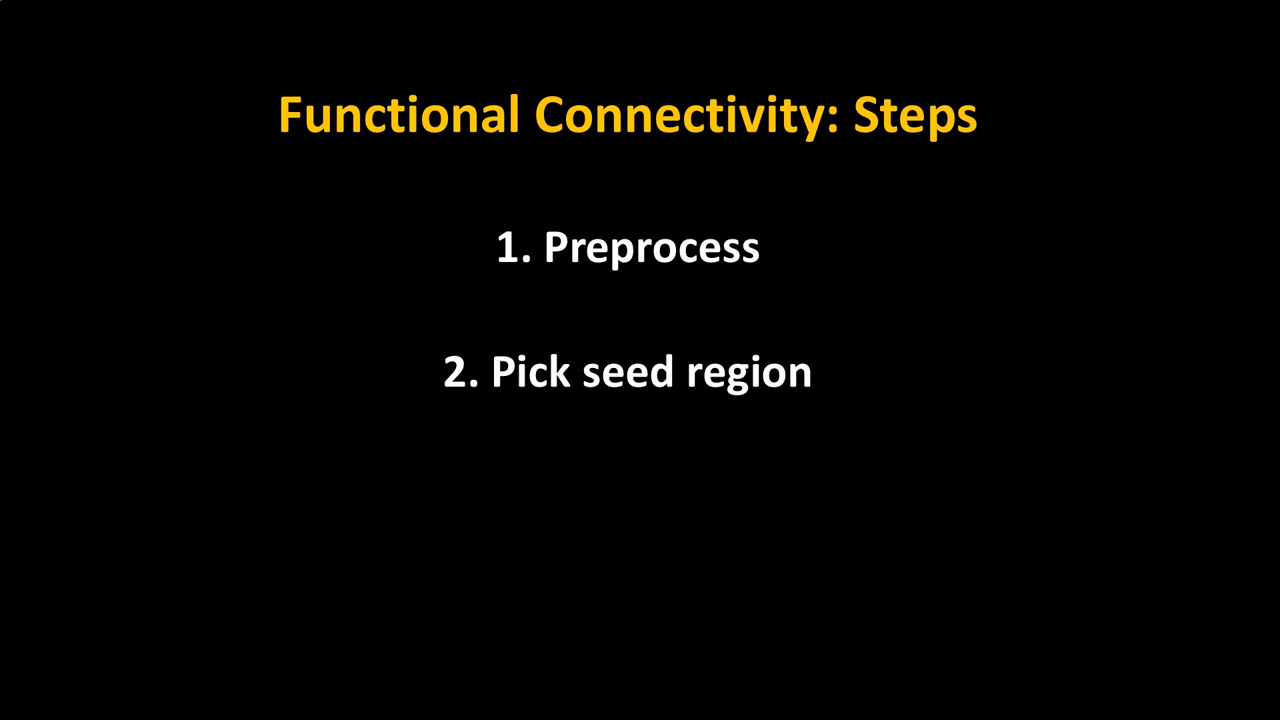 Functional Connectivity: Steps
1. Preprocess
2. Pick seed region